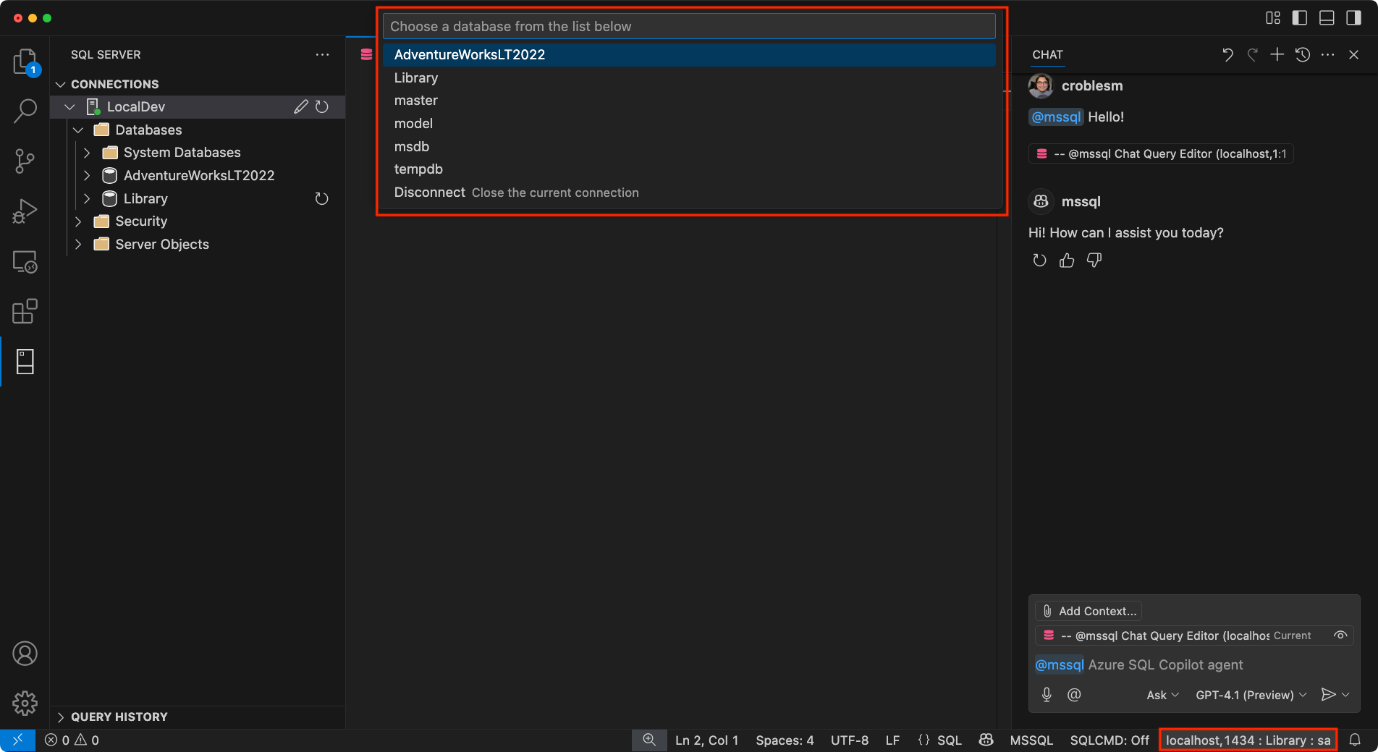 Choose a database from the list below
AdventureWorksLT2022
Library
master
model
msdb
tempdb
Disconnect Close the current connection
1
SQL SERVER
CONNECTIONS
LocalDev
Databases
System Databases
AdventureWorksLT2022
Library
Security
Server Objects
QUERY HISTORY
CHAT
croblesm
@mssql Hello!
-- @mssql Chat Query Editor (localhost,1:1
mssql
Hi! How can I assist you today?
Add Context...
-- @mssql Chat Query Editor (localhos Current
@mssql Azure SQL Copilot agent
Ask GPT-4.1 (Preview)
0 0 Ln 2, Col 1 Spaces: 4 UTF-8 LF {} SQL MSSQL SQLCMD: Off localhost,1434 : Library : sa